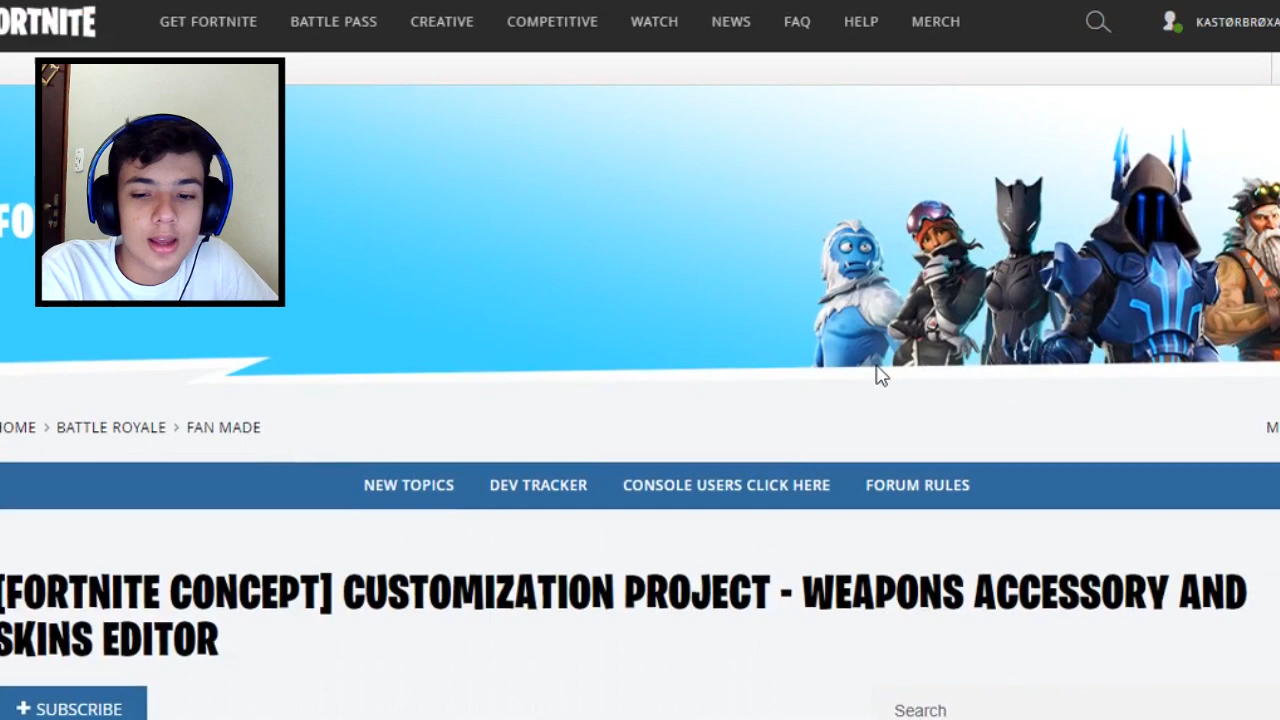 ORTNITE GET FORTNITE BATTLE PASS CREATIVE COMPETITIVE WATCH NEWS FAQ HELP MERCH KASTØRBRØXA
FO
HOME > BATTLE ROYALE > FAN MADE M
NEW TOPICS DEV TRACKER CONSOLE USERS CLICK HERE FORUM RULES
[FORTNITE CONCEPT] CUSTOMIZATION PROJECT - WEAPONS ACCESSORY AND
SKINS EDITOR
+ SUBSCRIBE Search